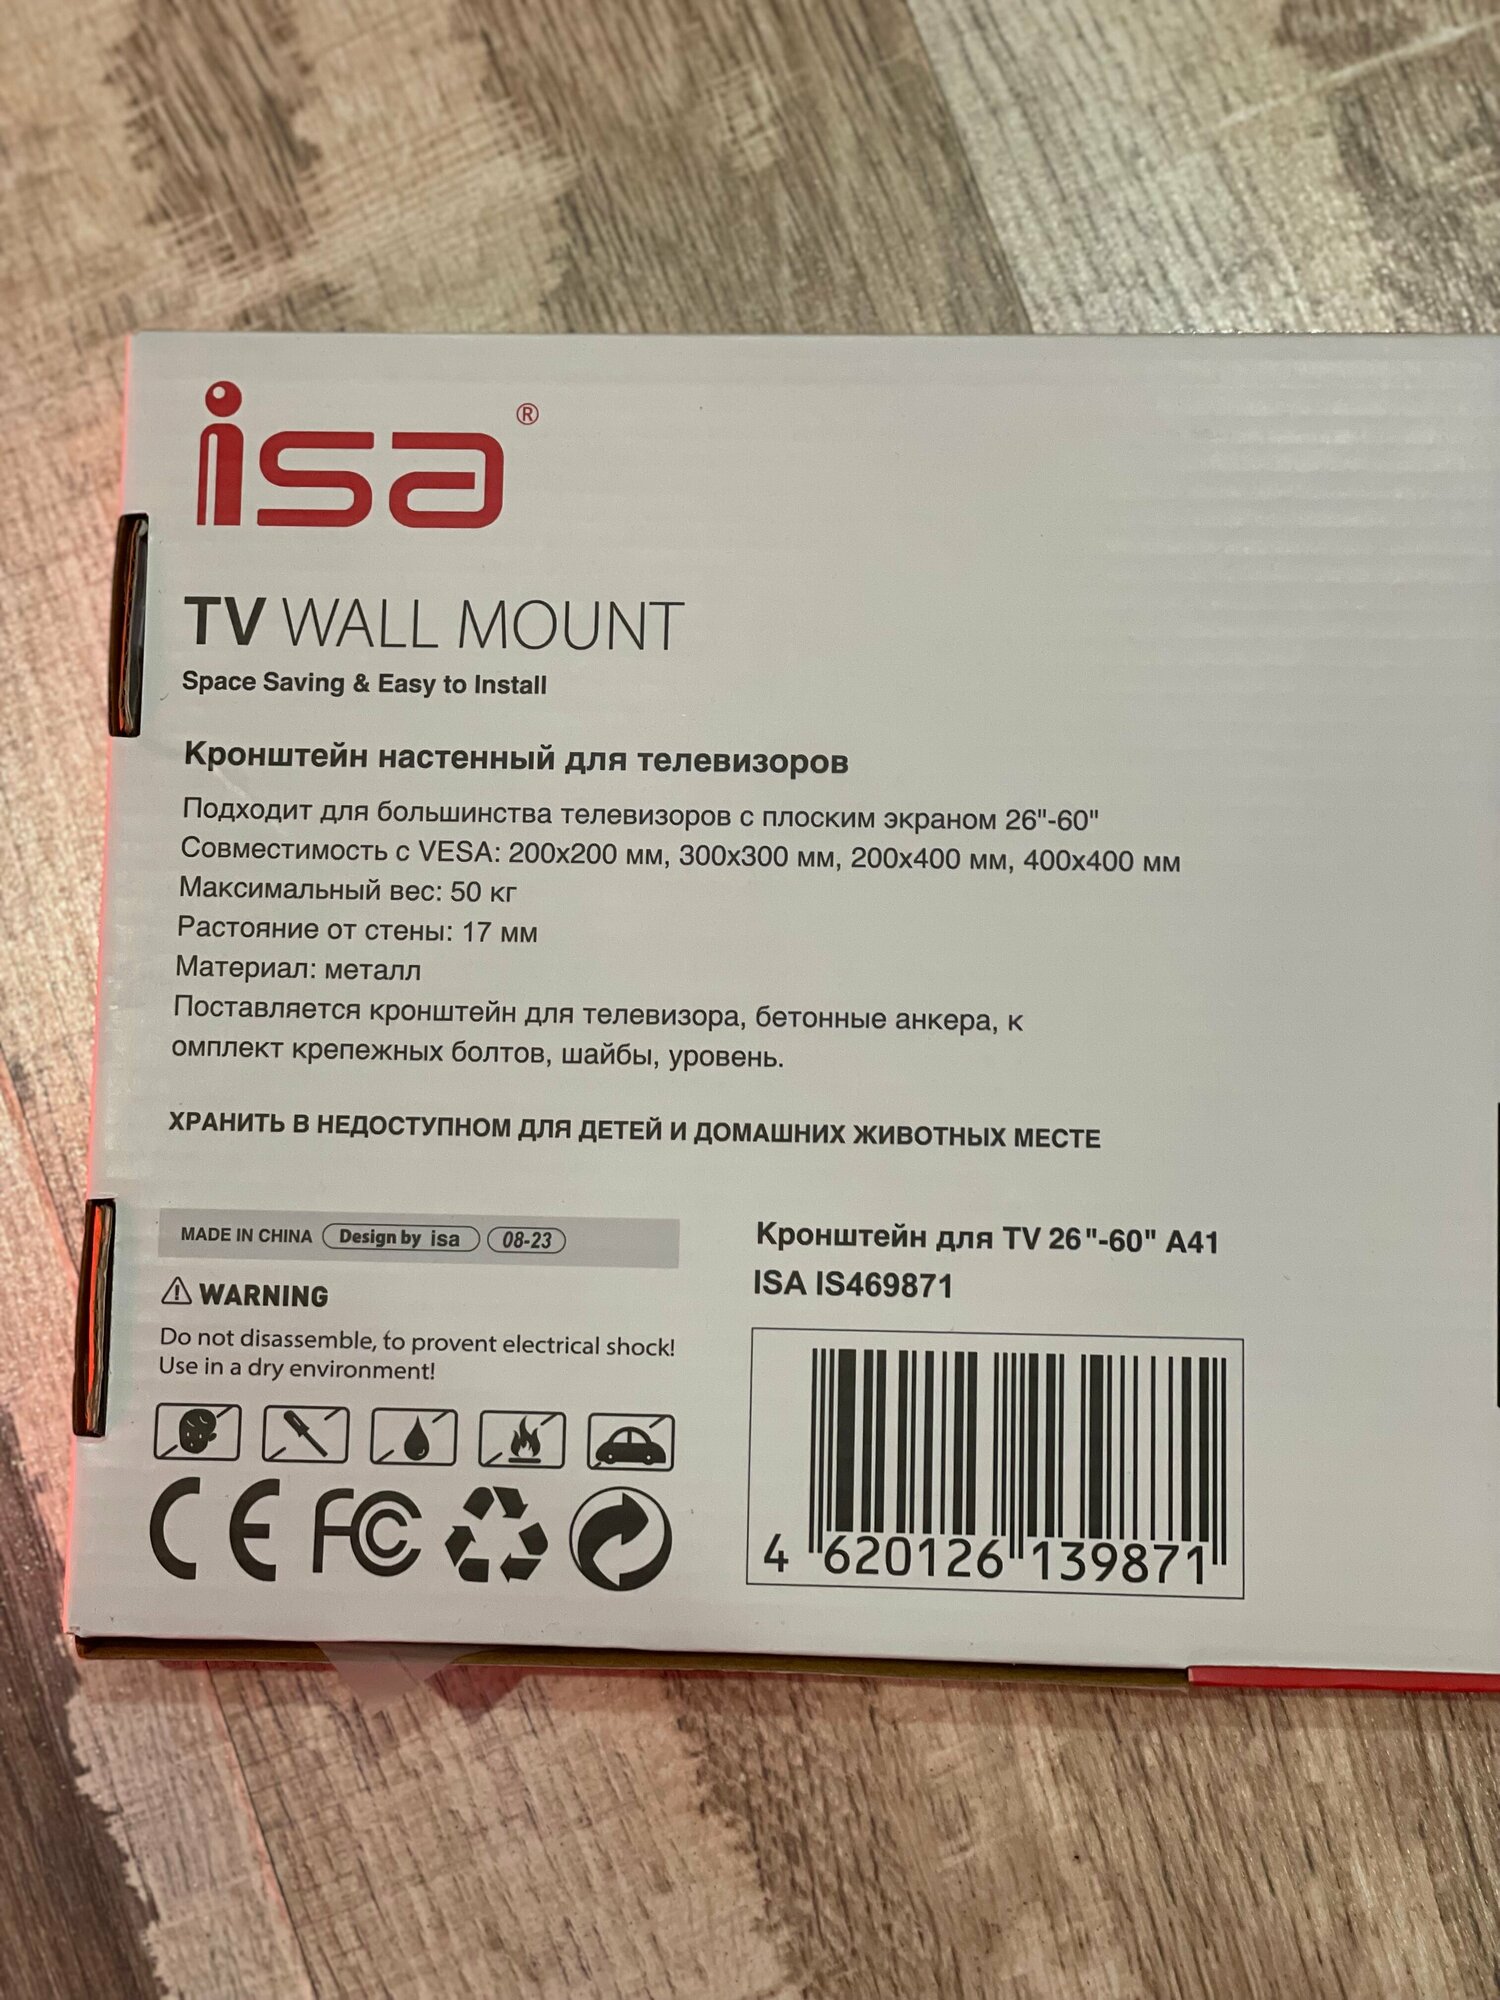 isa®
TV WALL MOUNT
Space Saving & Easy to Install
Кронштейн настенный для телевизоров
Подходит для большинства телевизоров с плоским экраном 26"-60"
Совместимость с VESA: 200x200 мм, 300x300 мм, 200x400 мм, 400x400 мм
Максимальный вес: 50 кг
Растояние от стены: 17 мм
Материал: металл
Поставляется кронштейн для телевизора, бетонные анкера, к
омплект крепежных болтов, шайбы, уровень.
ХРАНИТЬ В НЕДОСТУПНОМ ДЛЯ ДЕТЕЙ И ДОМАШНИХ ЖИВОТНЫХ МЕСТЕ
MADE IN CHINA Design by isa 08-23
WARNING
Do not disassemble, to provent electrical shock!
Use in a dry environment!
CE FC
Кронштейн для TV 26"-60" A41
ISA IS469871
4 620126 139871